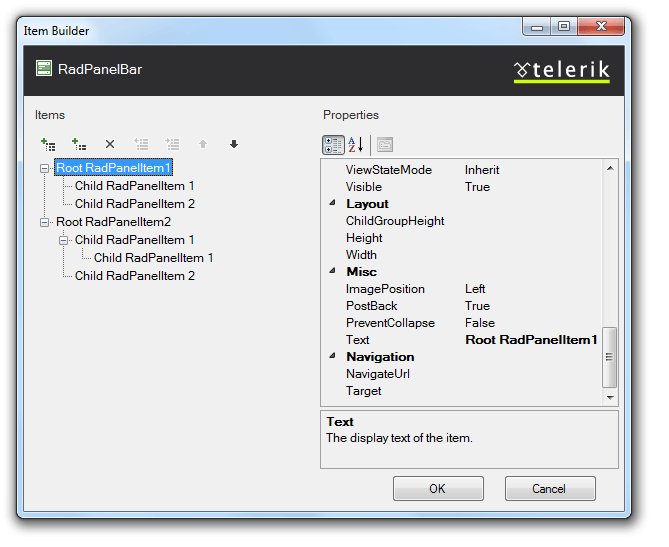 Item Builder
RadPanelBar
telerik
Items
Properties
A
Z
Root RadPanelItem1
Child RadPanelItem 1
Child RadPanelItem 2
Root RadPanelItem2
Child RadPanelItem 1
Child RadPanelItem 1
Child RadPanelItem 2
ViewStateMode Inherit
Visible True
Layout
ChildGroupHeight
Height
Width
Misc
ImagePosition Left
PostBack True
PreventCollapse False
Text Root RadPanelItem1
Navigation
NavigateUrl
Target
Text
The display text of the item.
OK Cancel